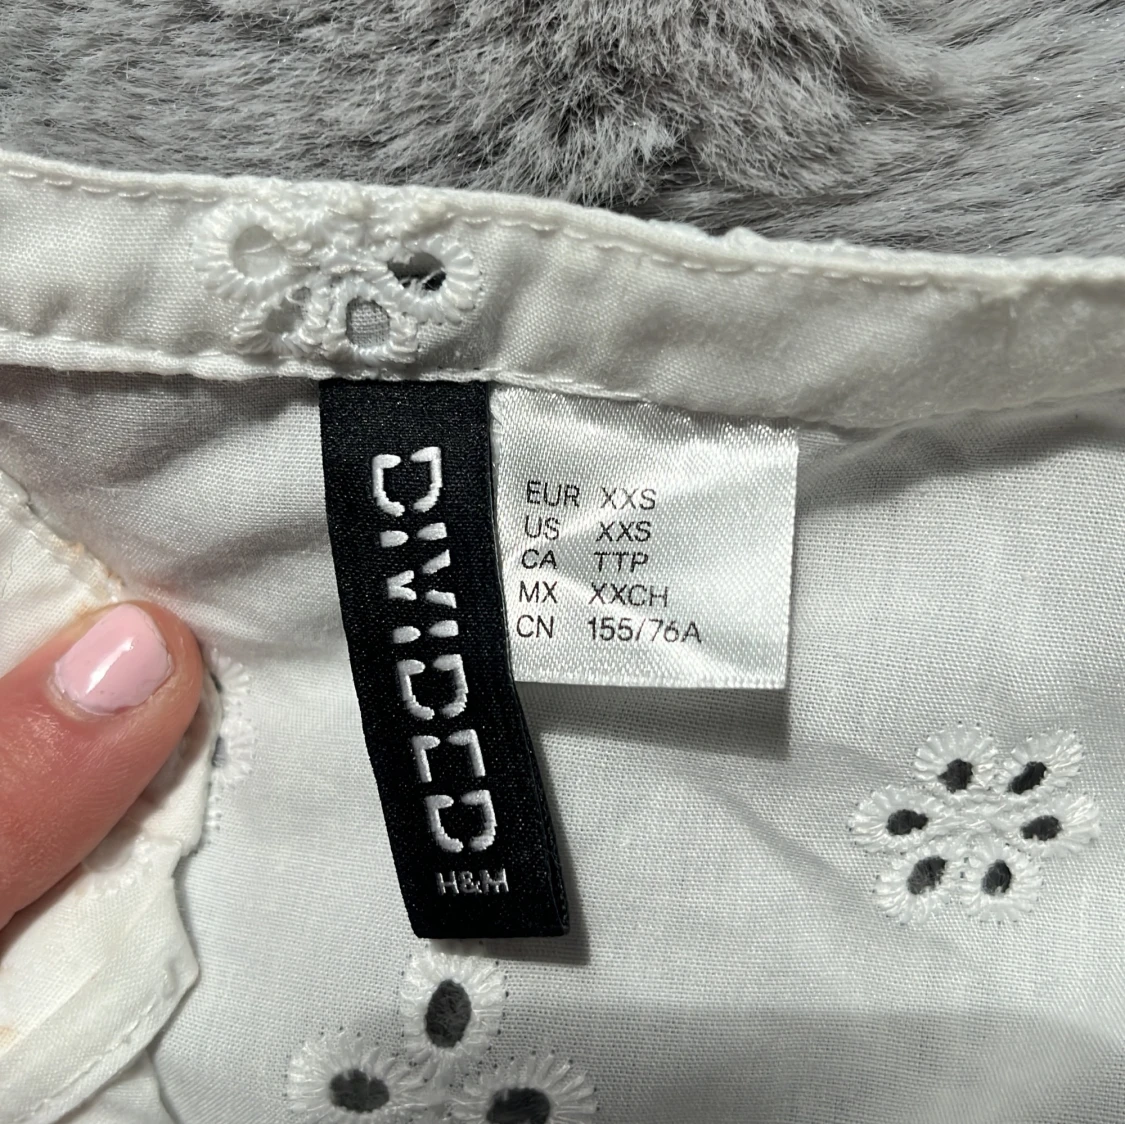 DIVIDED
H&M
EUR XXS
US XXS
CA TTP
MX XXCH
CN 155/76A